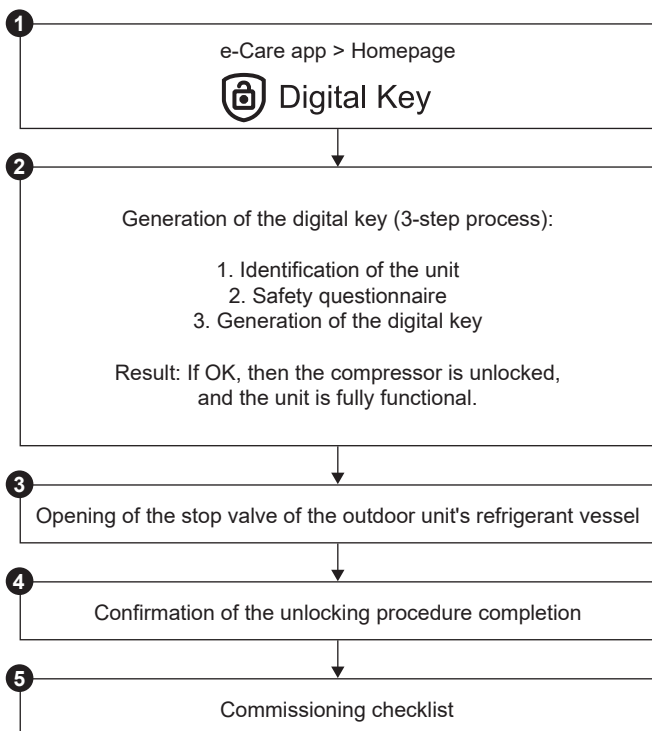 1
e-Care app > Homepage
Digital Key
2
Generation of the digital key (3-step process):
1. Identification of the unit
2. Safety questionnaire
3. Generation of the digital key
Result: If OK, then the compressor is unlocked,
and the unit is fully functional.
3
Opening of the stop valve of the outdoor unit's refrigerant vessel
4
Confirmation of the unlocking procedure completion
5
Commissioning checklist